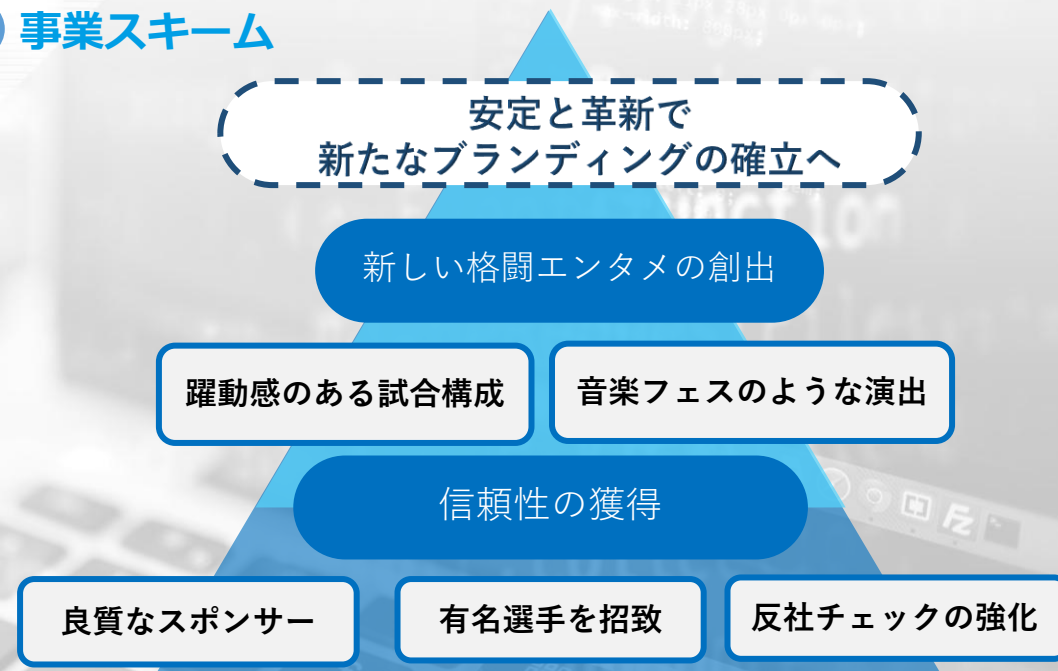 事業スキーム
安定と革新で
新たなブランディングの確立へ
新しい格闘エンタメの創出
躍動感のある試合構成
音楽フェスのような演出
信頼性の獲得
良質なスポンサー
有名選手を招致
反社チェックの強化